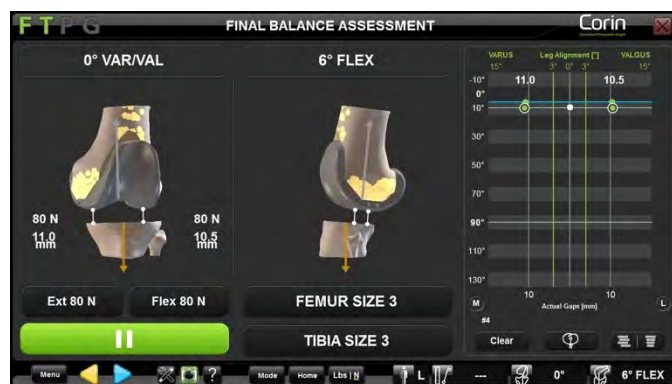 F T P G
FINAL BALANCE ASSESSMENT
Corin
0° VAR/VAL
6° FLEX
80 N
11.0
mm
80 N
10.5
mm
Ext 80 N
Flex 80 N
FEMUR SIZE 3
TIBIA SIZE 3
VARUS
Leg Alignment [°]
VALGUS
15°
3°
0°
3°
15°
-10°
11.0
10.5
0°
10°
30°
50°
70°
90°
110°
130°
M
10
Actual Gaps [mm]
10
L
#4
Clear
Menu
?
Mode
Home
Lbs | N
L
---
0°
6° FLEX